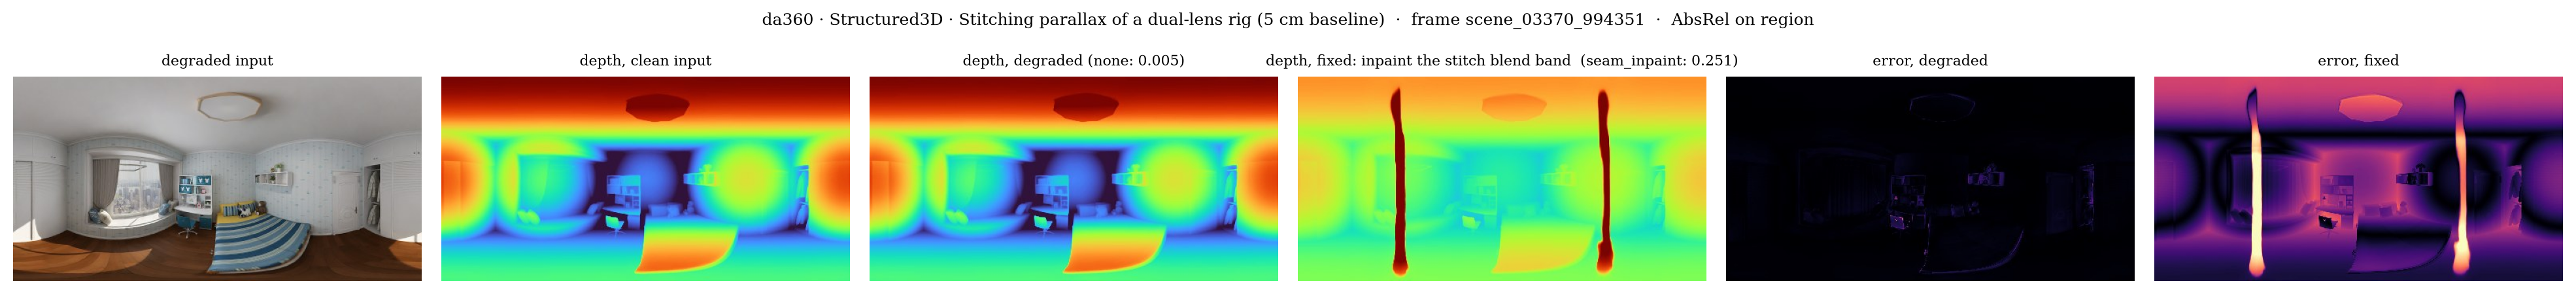 da360 · Structured3D · Stitching parallax of a dual-lens rig (5 cm baseline) · frame scene_03370_994351 · AbsRel on region
degraded input
depth, clean input
depth, degraded (none: 0.005)
depth, fixed: inpaint the stitch blend band (seam_inpaint: 0.251)
error, degraded
error, fixed